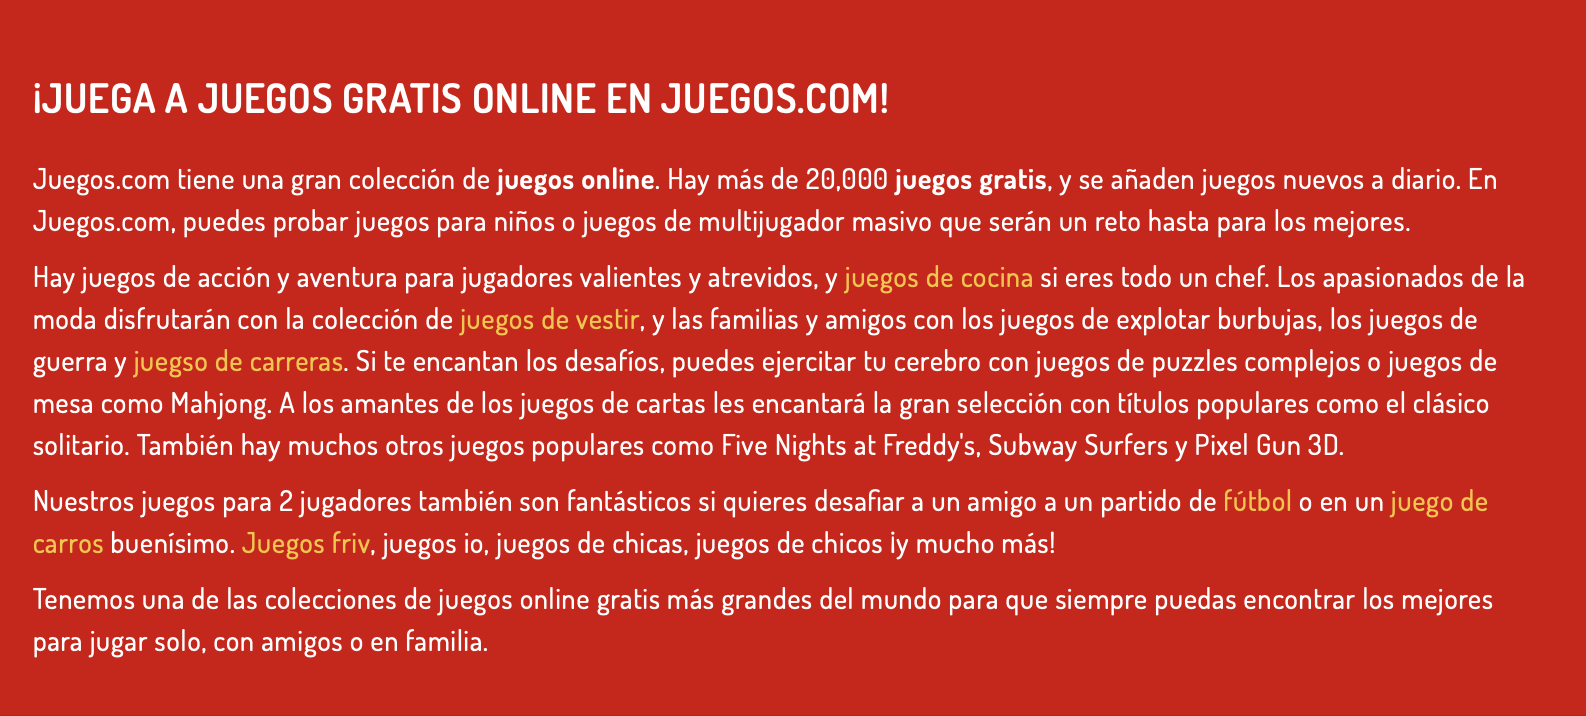 ¡JUEGA A JUEGOS GRATIS ONLINE EN JUEGOS.COM!
Juegos.com tiene una gran colección de juegos online. Hay más de 20,000 juegos gratis, y se añaden juegos nuevos a diario. En
Juegos.com, puedes probar juegos para niños o juegos de multijugador masivo que serán un reto hasta para los mejores.
Hay juegos de acción y aventura para jugadores valientes y atrevidos, y juegos de cocina si eres todo un chef. Los apasionados de la
moda disfrutarán con la colección de juegos de vestir, y las familias y amigos con los juegos de explotar burbujas, los juegos de
guerra y juegso de carreras. Si te encantan los desafíos, puedes ejercitar tu cerebro con juegos de puzzles complejos o juegos de
mesa como Mahjong. A los amantes de los juegos de cartas les encantará la gran selección con títulos populares como el clásico
solitario. También hay muchos otros juegos populares como Five Nights at Freddy's, Subway Surfers y Pixel Gun 3D.
Nuestros juegos para 2 jugadores también son fantásticos si quieres desafiar a un amigo a un partido de fútbol o en un juego de
carros buenísimo. Juegos friv, juegos io, juegos de chicas, juegos de chicos ¡y mucho más!
Tenemos una de las colecciones de juegos online gratis más grandes del mundo para que siempre puedas encontrar los mejores
para jugar solo, con amigos o en familia.